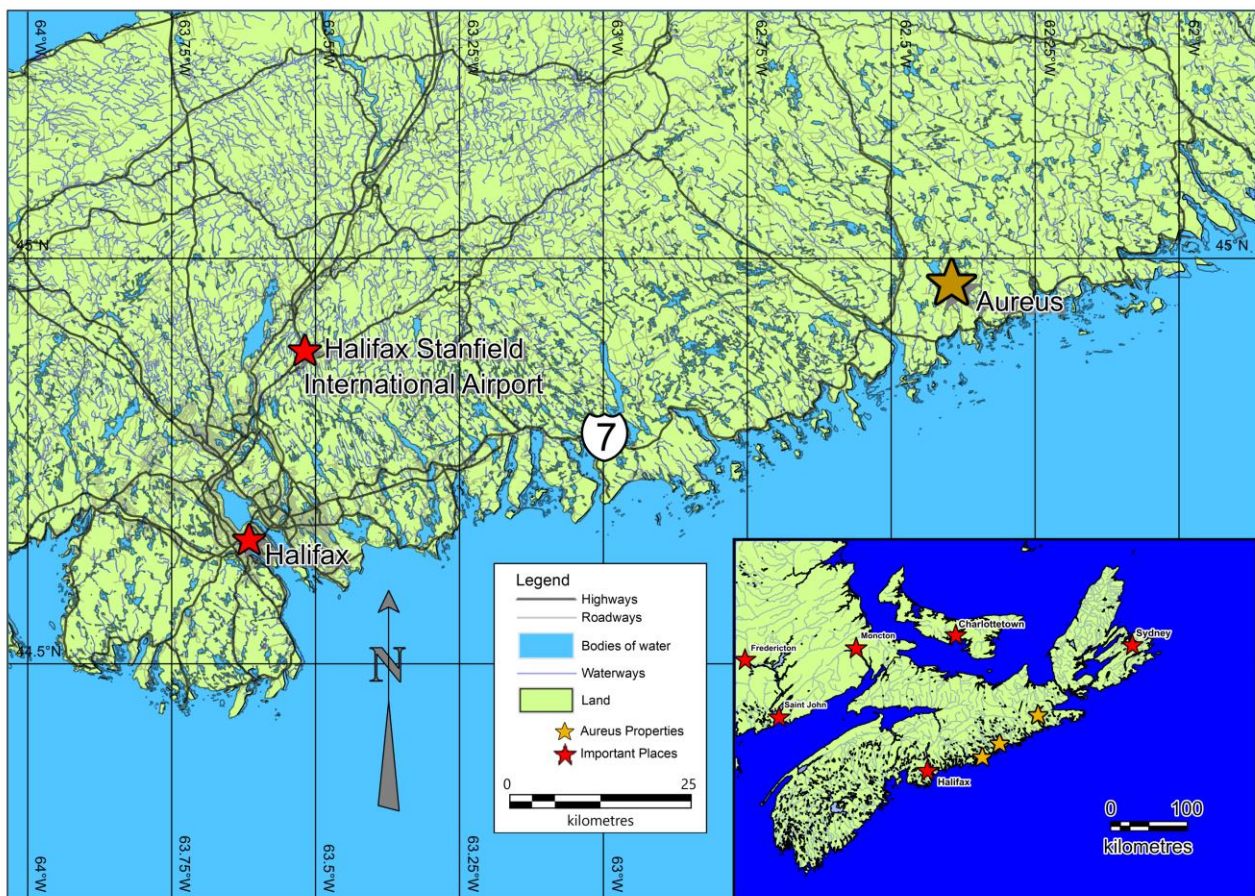 64°W
63.75°W
63.5°W
63.25°W
63°W
62.75°W
62.5°W
62.25°W
62°W
45°N
45°N
Aureus
Halifax Stanfield
International Airport
7
Halifax
44.5°N
N
Legend
Highways
Roadways
Bodies of water
Waterways
Land
Aureus Properties
Important Places
0 25
kilometres
Charlottetown
Moncton
Sydney
Fredericton
Saint John
Halifax
0 100
kilometres
64°W
63.75°W
63.5°W
63.25°W
63°W